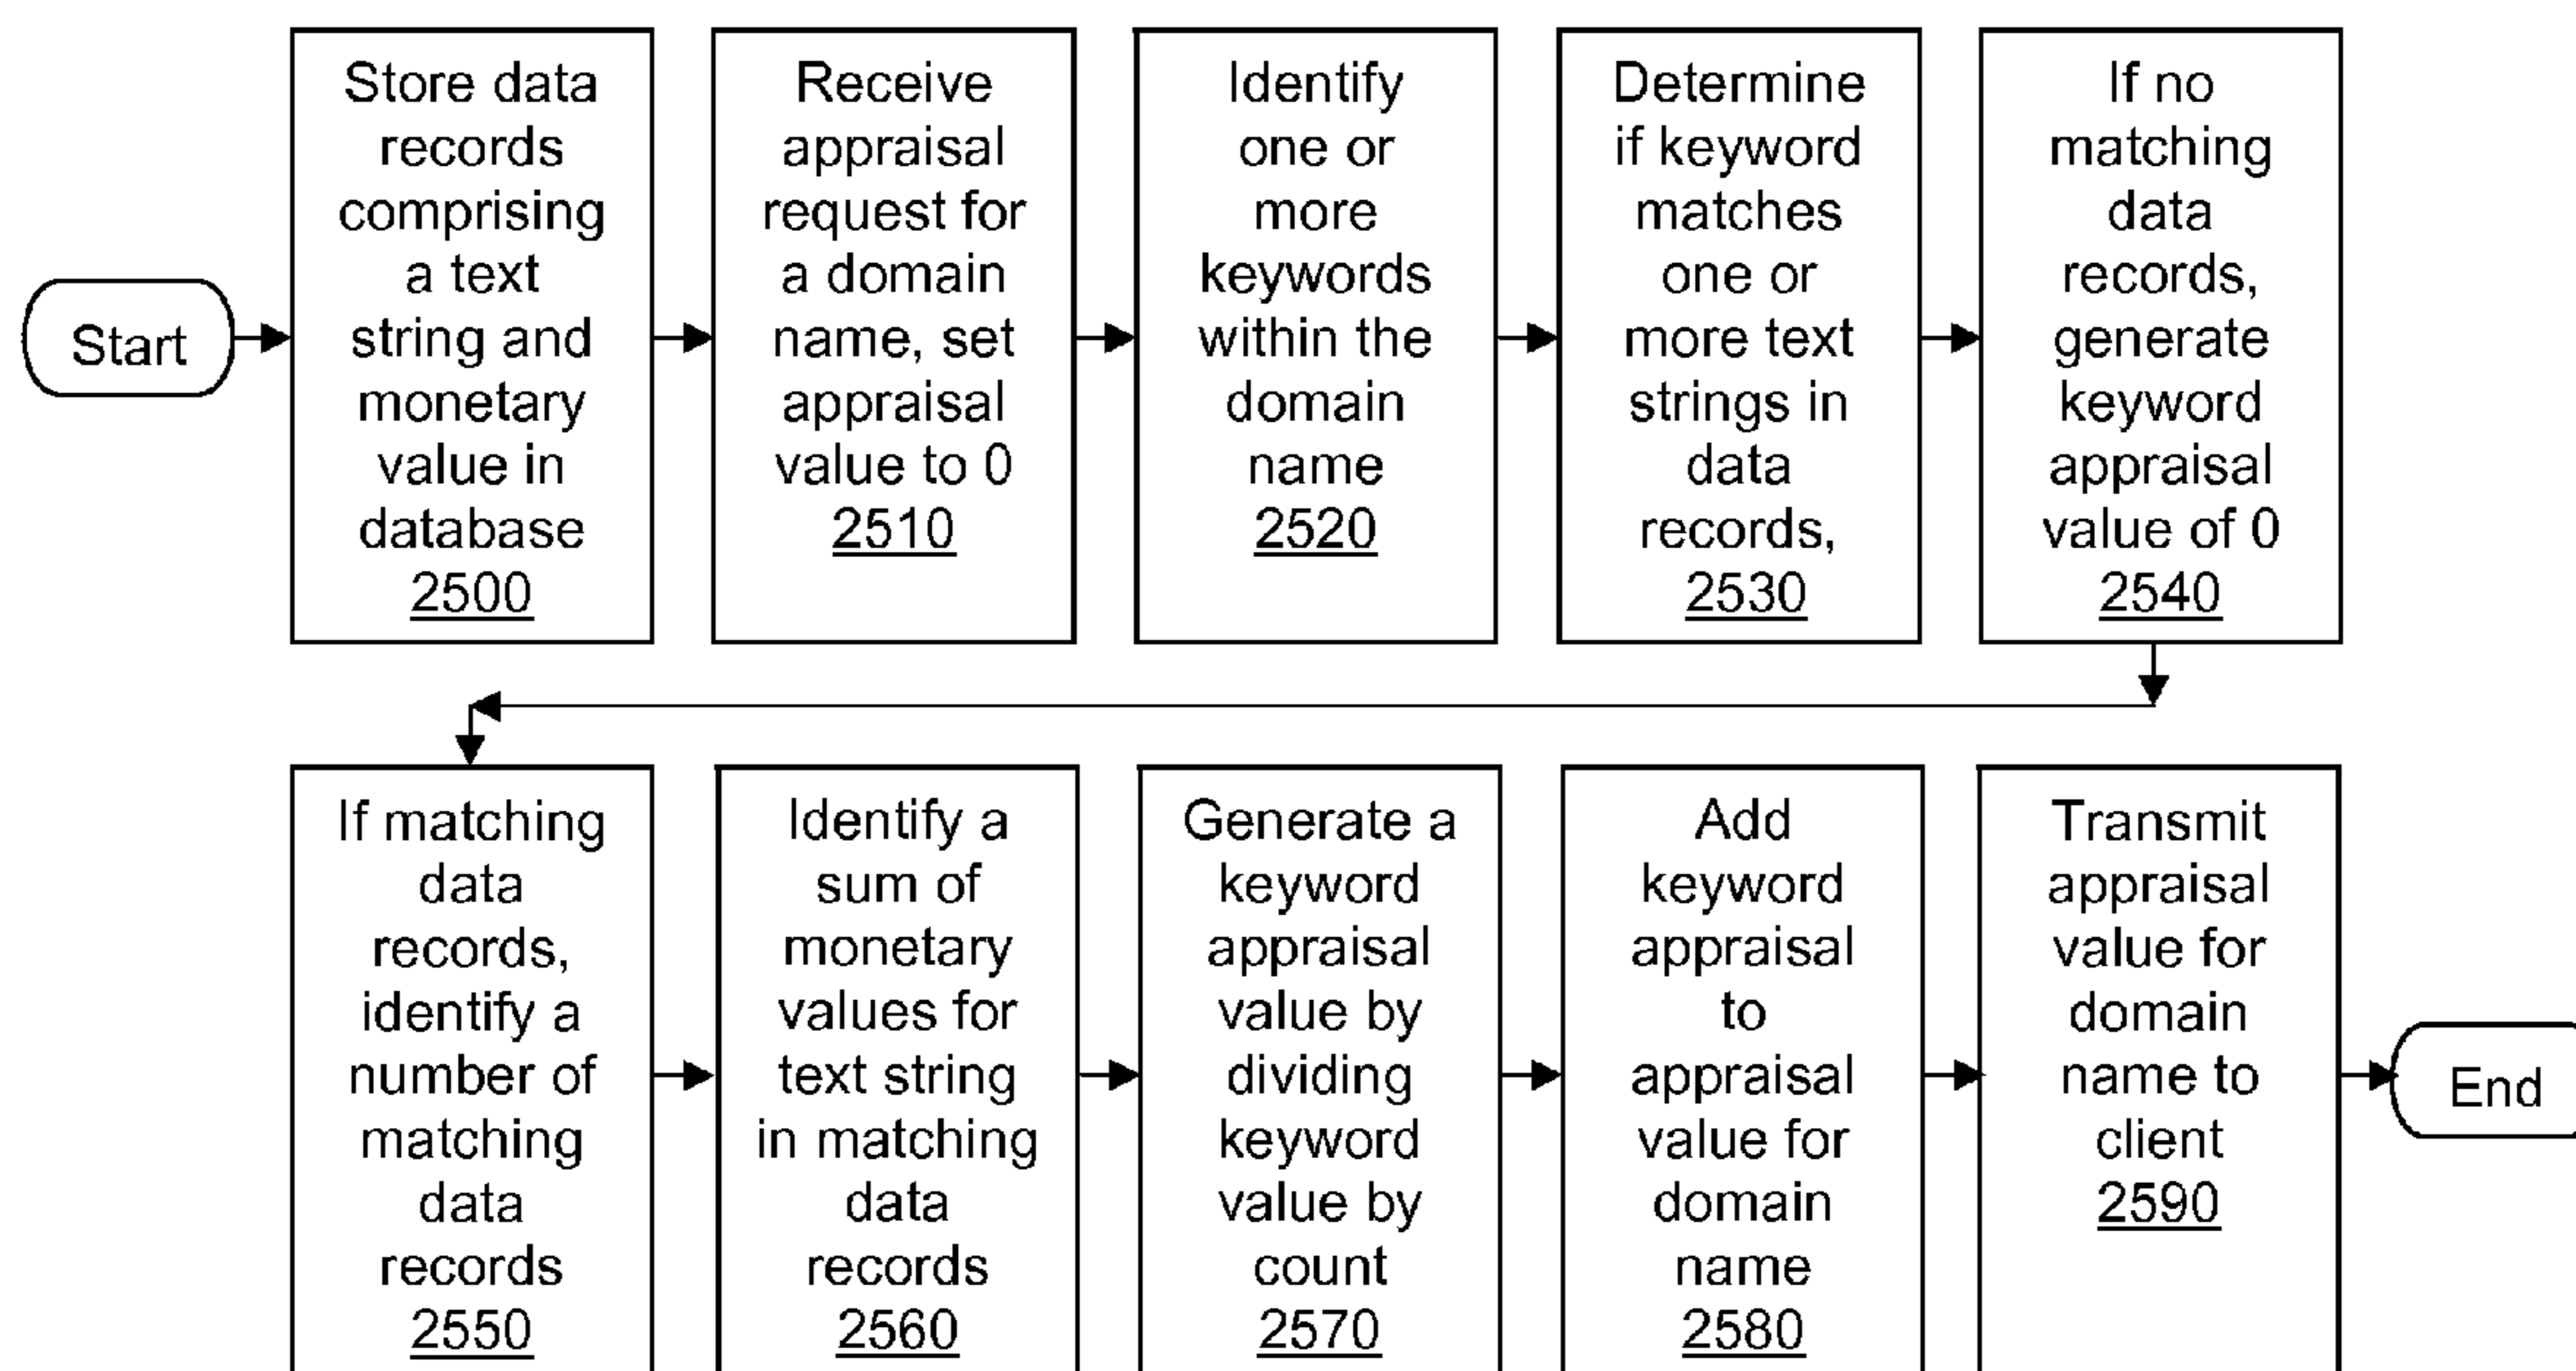 Start
Store data
records
comprising
a text
string and
monetary
value in
database
2500
Receive
appraisal
request for
a domain
name, set
appraisal
value to 0
2510
Identify
one or
more
keywords
within the
domain
name
2520
Determine
if keyword
matches
one or
more text
strings in
data
records,
2530
If no
matching
data
records,
generate
keyword
appraisal
value of 0
2540
If matching
data
records,
identify a
number of
matching
data
records
2550
Identify a
sum of
monetary
values for
text string
in matching
data
records
2560
Generate a
keyword
appraisal
value by
dividing
keyword
value by
count
2570
Add
keyword
appraisal
to
appraisal
value for
domain
name
2580
Transmit
appraisal
value for
domain
name to
client
2590
End